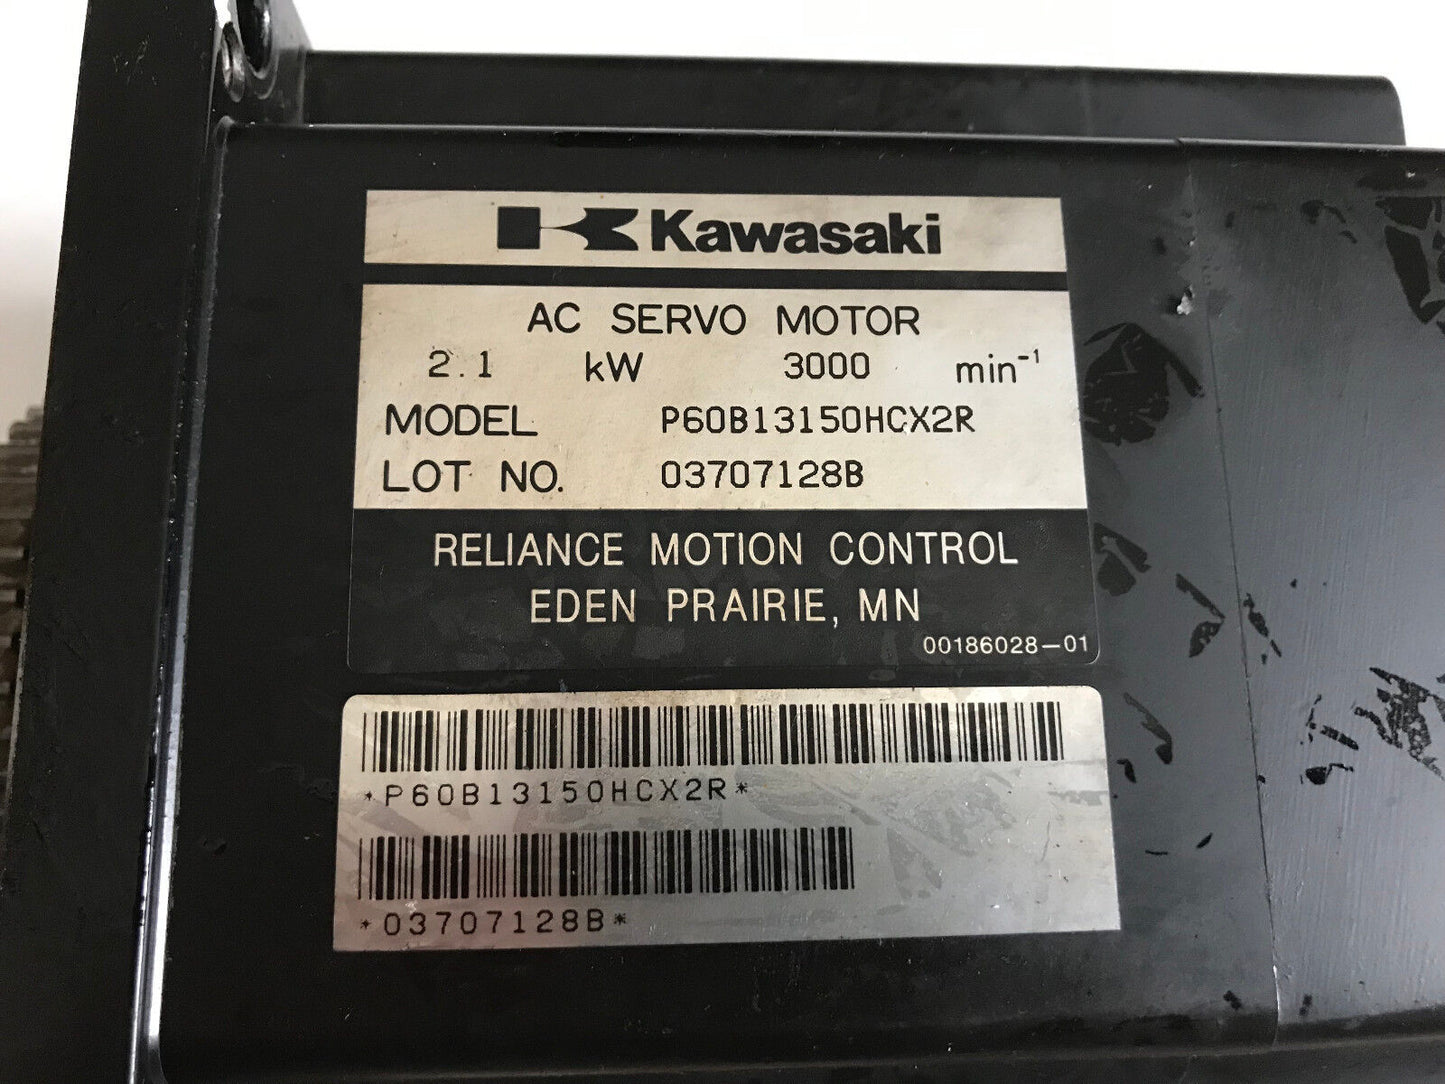 Kawasaki
AC SERVO MOTOR
2.1 kW 3000 min⁻¹
MODEL P60B13150HCX2R
LOT NO. 03707128B
RELIANCE MOTION CONTROL
EDEN PRAIRIE, MN
00186028-01
*P60B13150HCX2R*
*03707128B*